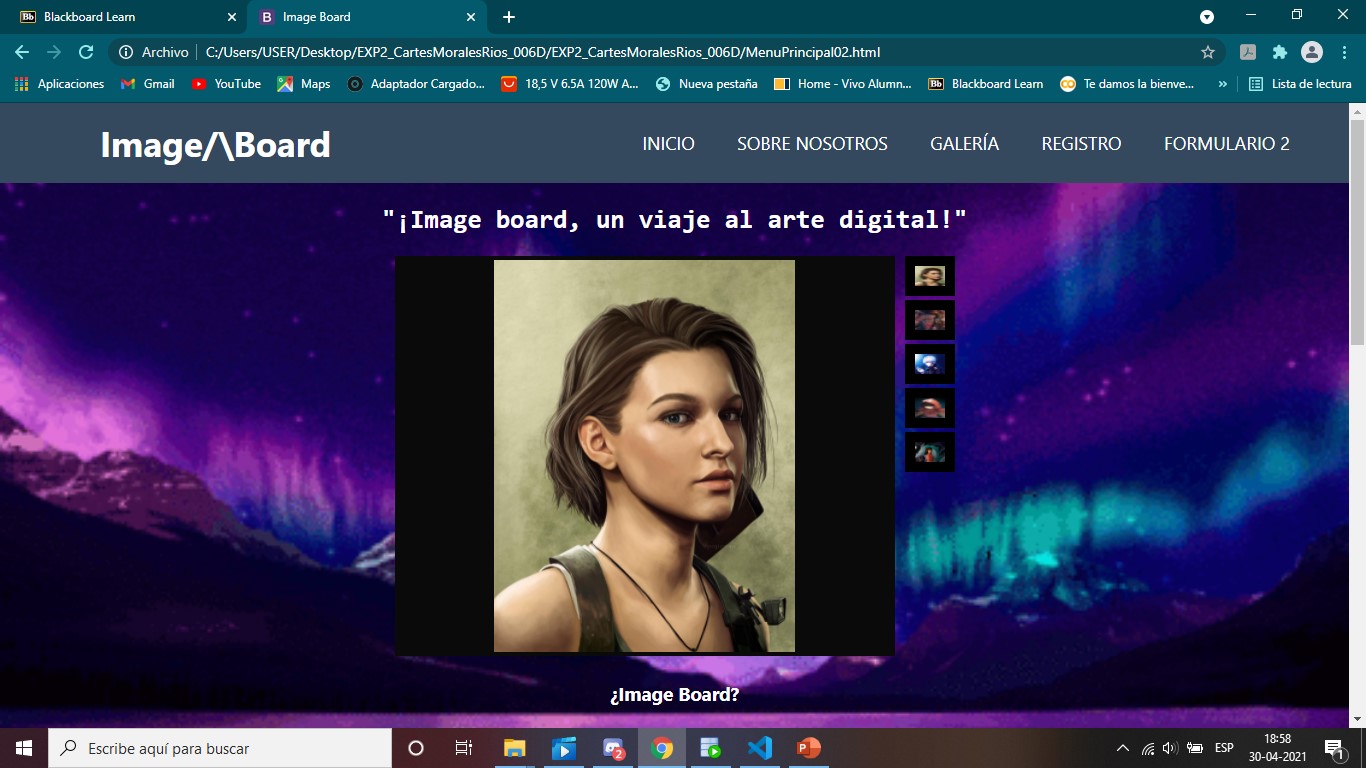 Blackboard Learn
Image Board
Archivo C:/Users/USER/Desktop/EXP2_CartesMoralesRios_006D/EXP2_CartesMoralesRios_006D/MenuPrincipal02.html
Aplicaciones Gmail YouTube Maps Adaptador Cargado... 18,5 V 6.5A 120W A... Nueva pestaña Home - Vivo Alumn... Bb Blackboard Learn Te damos la bienve... » Lista de lectura
Image/\Board
INICIO SOBRE NOSOTROS GALERÍA REGISTRO FORMULARIO 2
"¡Image board, un viaje al arte digital!"
¿Image Board?
Escribe aquí para buscar
2
ESP
18:58
30-04-2021
1